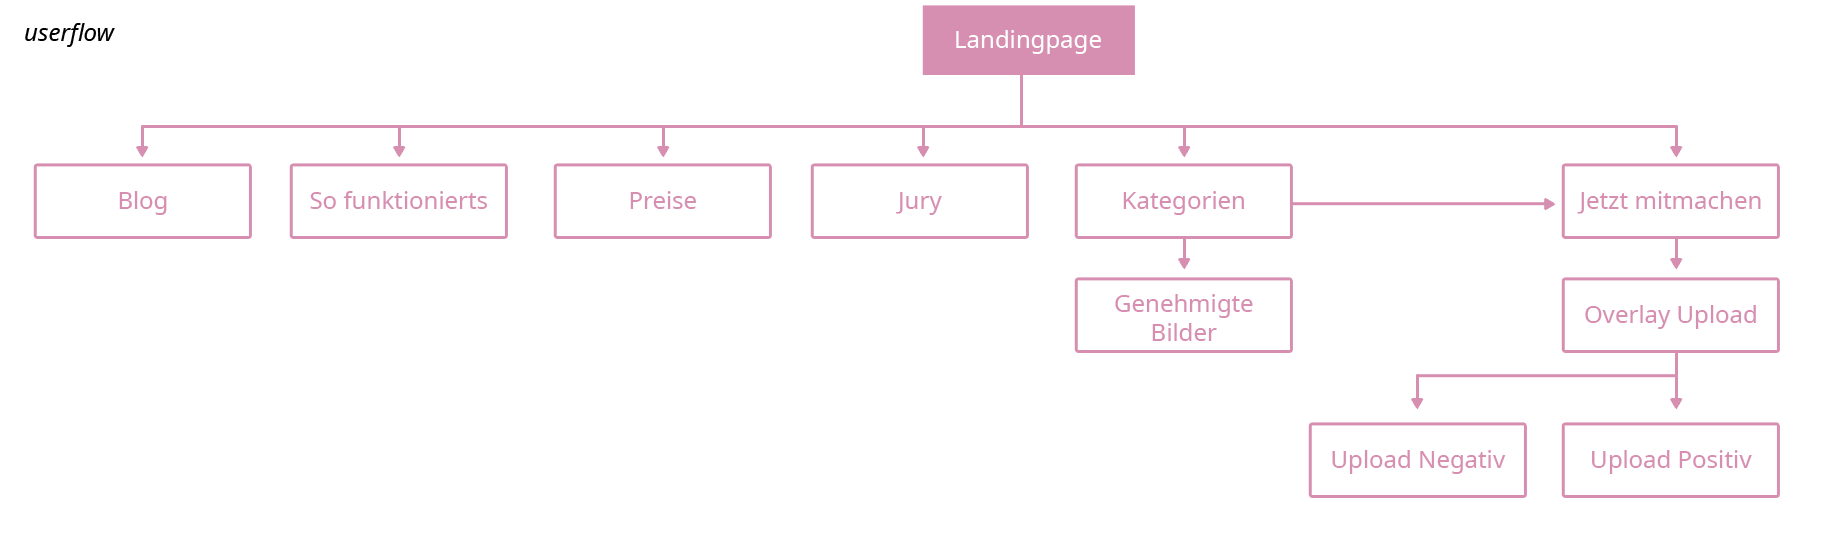 userflow
Landingpage
Blog
So funktionierts
Preise
Jury
Kategorien
Jetzt mitmachen
Genehmigte
Bilder
Overlay Upload
Upload Negativ
Upload Positiv